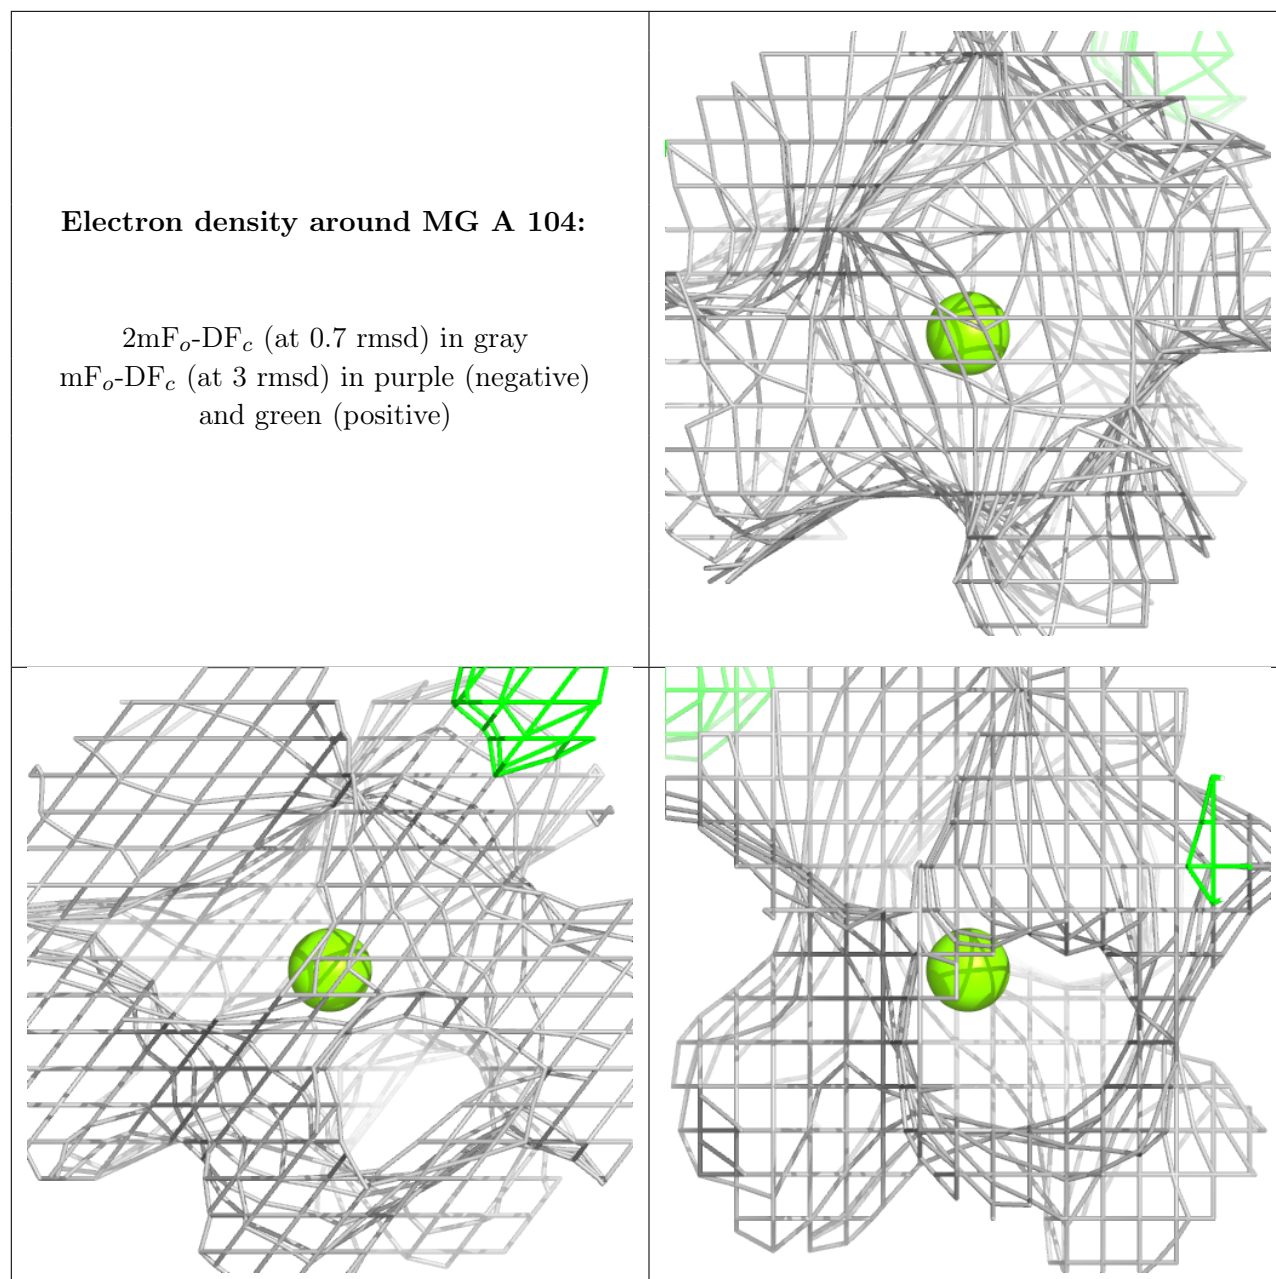 Electron density around MG A 104:
2mFo-DFc (at 0.7 rmsd) in gray
mFo-DFc (at 3 rmsd) in purple (negative)
and green (positive)